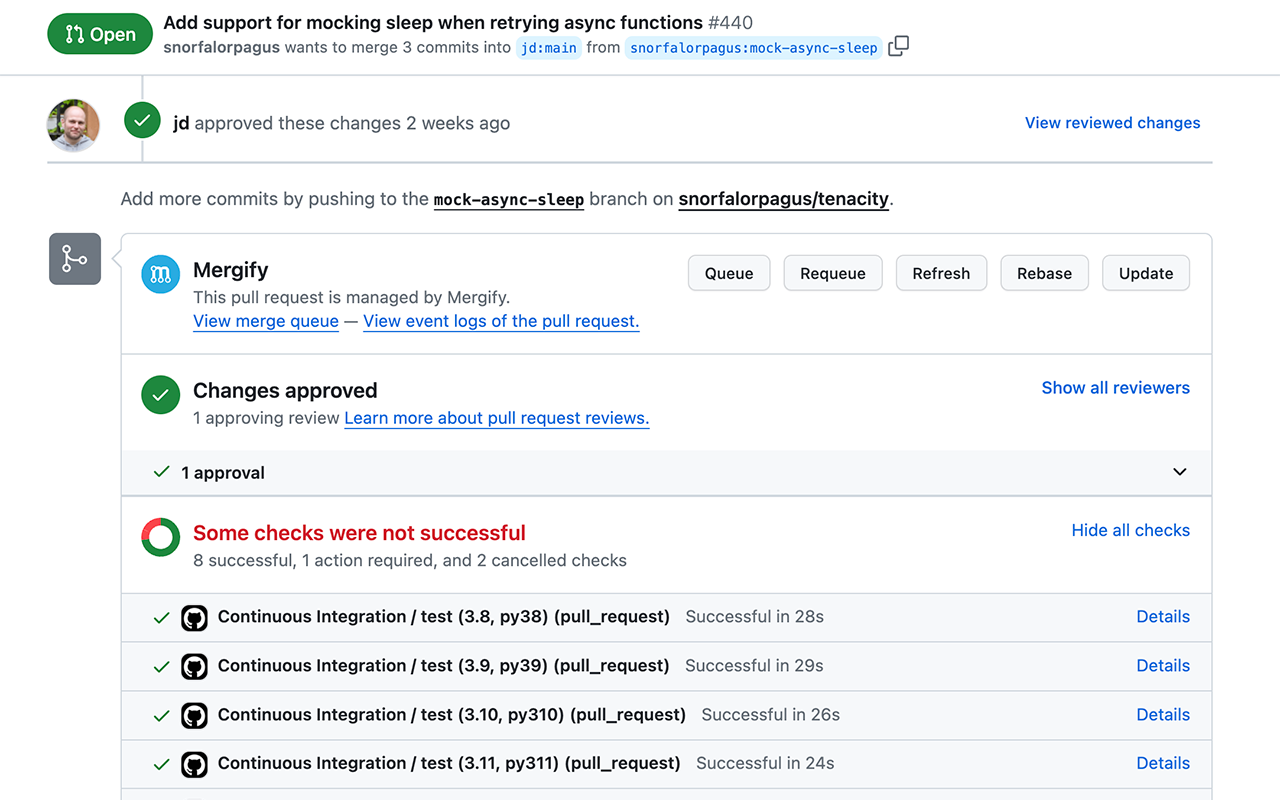 Open
Add support for mocking sleep when retrying async functions #440
snorfalorpagus wants to merge 3 commits into jd:main from snorfalorpagus:mock-async-sleep
jd approved these changes 2 weeks ago
View reviewed changes
Add more commits by pushing to the mock-async-sleep branch on snorfalorpagus/tenacity.
Mergify
Queue
Requeue
Refresh
Rebase
Update
This pull request is managed by Mergify.
View merge queue — View event logs of the pull request.
Changes approved
Show all reviewers
1 approving review Learn more about pull request reviews.
1 approval
Some checks were not successful
Hide all checks
8 successful, 1 action required, and 2 cancelled checks
Continuous Integration / test (3.8, py38) (pull_request) Successful in 28s Details
Continuous Integration / test (3.9, py39) (pull_request) Successful in 29s Details
Continuous Integration / test (3.10, py310) (pull_request) Successful in 26s Details
Continuous Integration / test (3.11, py311) (pull_request) Successful in 24s Details